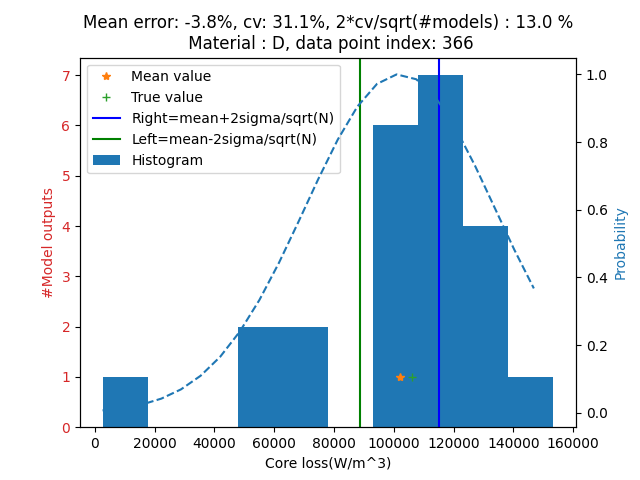 Mean error: -3.8%, cv: 31.1%, 2*cv/sqrt(#models) : 13.0 %
Material : D, data point index: 366
Mean value
True value
Right=mean+2sigma/sqrt(N)
Left=mean-2sigma/sqrt(N)
Histogram
#Model outputs
7
6
5
4
3
2
1
0
Probability
1.0
0.8
0.6
0.4
0.2
0.0
0 20000 40000 60000 80000 100000 120000 140000 160000
Core loss(W/m^3)